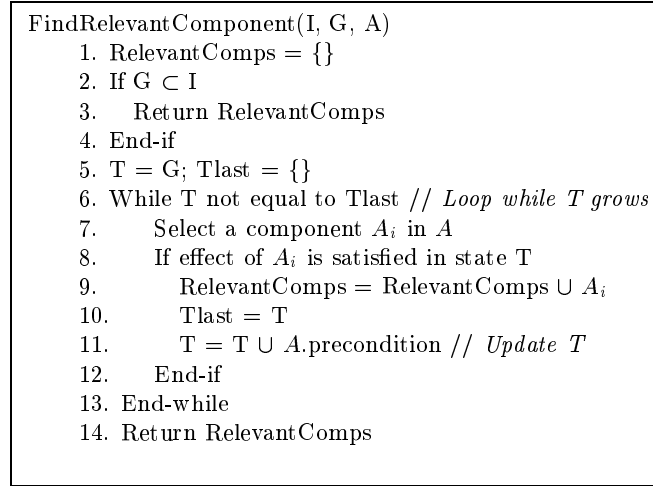 FindRelevantComponent(I, G, A)
1. RelevantComps = {}
2. If G ⊂ I
3. Return RelevantComps
4. End-if
5. T = G; Tlast = {}
6. While T not equal to Tlast // Loop while T grows
7. Select a component A_i in A
8. If effect of A_i is satisfied in state T
9. RelevantComps = RelevantComps ∪ A_i
10. Tlast = T
11. T = T ∪ A.precondition // Update T
12. End-if
13. End-while
14. Return RelevantComps